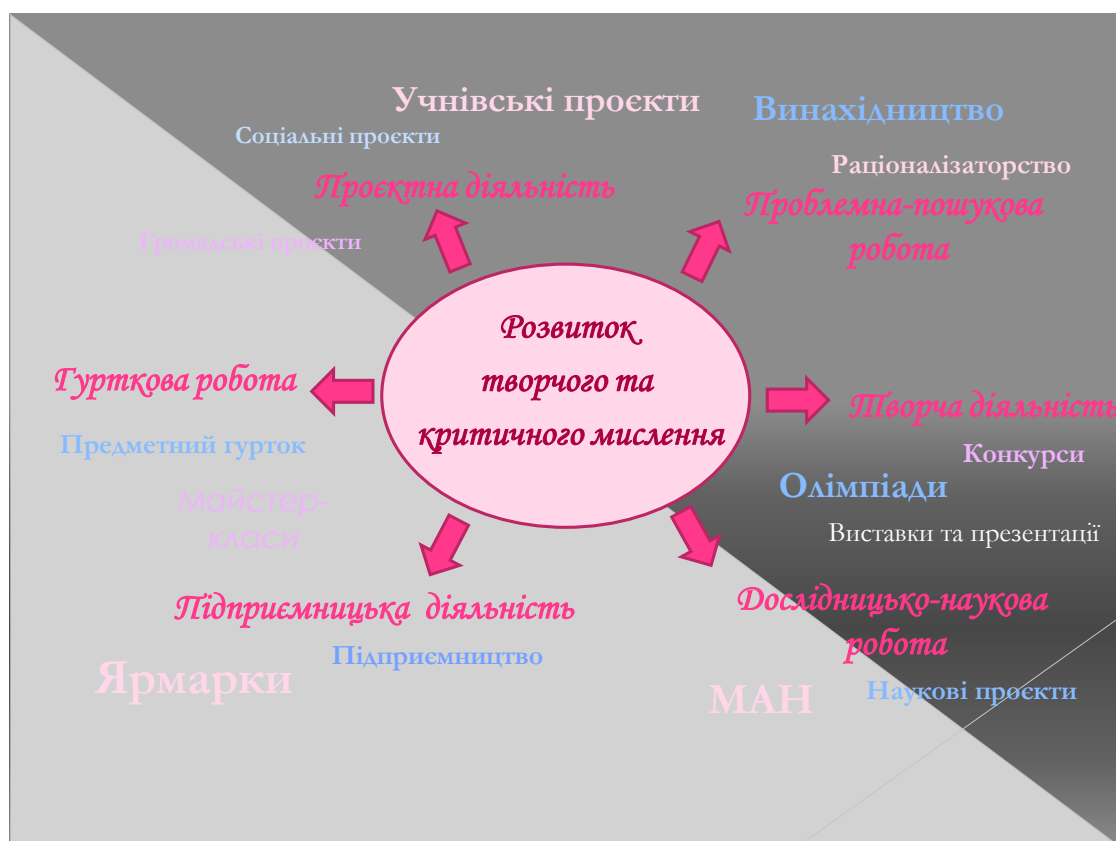 Учнівські проєкти
Винахідництво
Соціальні проєкти
Раціоналізаторство
Проєктна діяльність
Проблемна-пошукова
робота
Громадські проєкти
Розвиток
творчого та
критичного мислення
Гурткова робота
Предметний гурток
Майстер-
класи
Творча діяльність
Конкурси
Олімпіади
Виставки та презентації
Підприємницька діяльність
Підприємництво
Ярмарки
Дослідницько-наукова
робота
МАН
Наукові проєкти